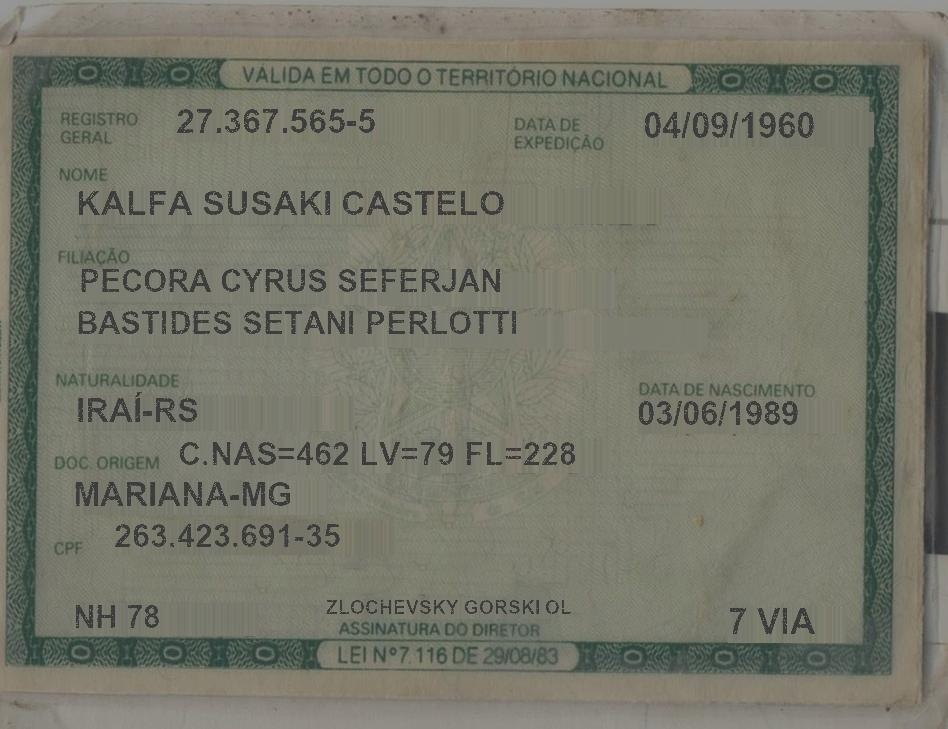 VÁLIDA EM TODO O TERRITÓRIO NACIONAL
REGISTRO GERAL 27.367.565-5 DATA DE EXPEDIÇÃO 04/09/1960
NOME
KALFA SUSAKI CASTELO
FILIAÇÃO
PECORA CYRUS SEFERJAN
BASTIDES SETANI PERLOTTI
NATURALIDADE DATA DE NASCIMENTO
IRAÍ-RS 03/06/1989
DOC. ORIGEM C.NAS=462 LV=79 FL=228
MARIANA-MG
CPF 263.423.691-35
NH 78 ZLOCHEVSKY GORSKI OL 7 VIA
ASSINATURA DO DIRETOR
LEI Nº 7.116 DE 29/08/83